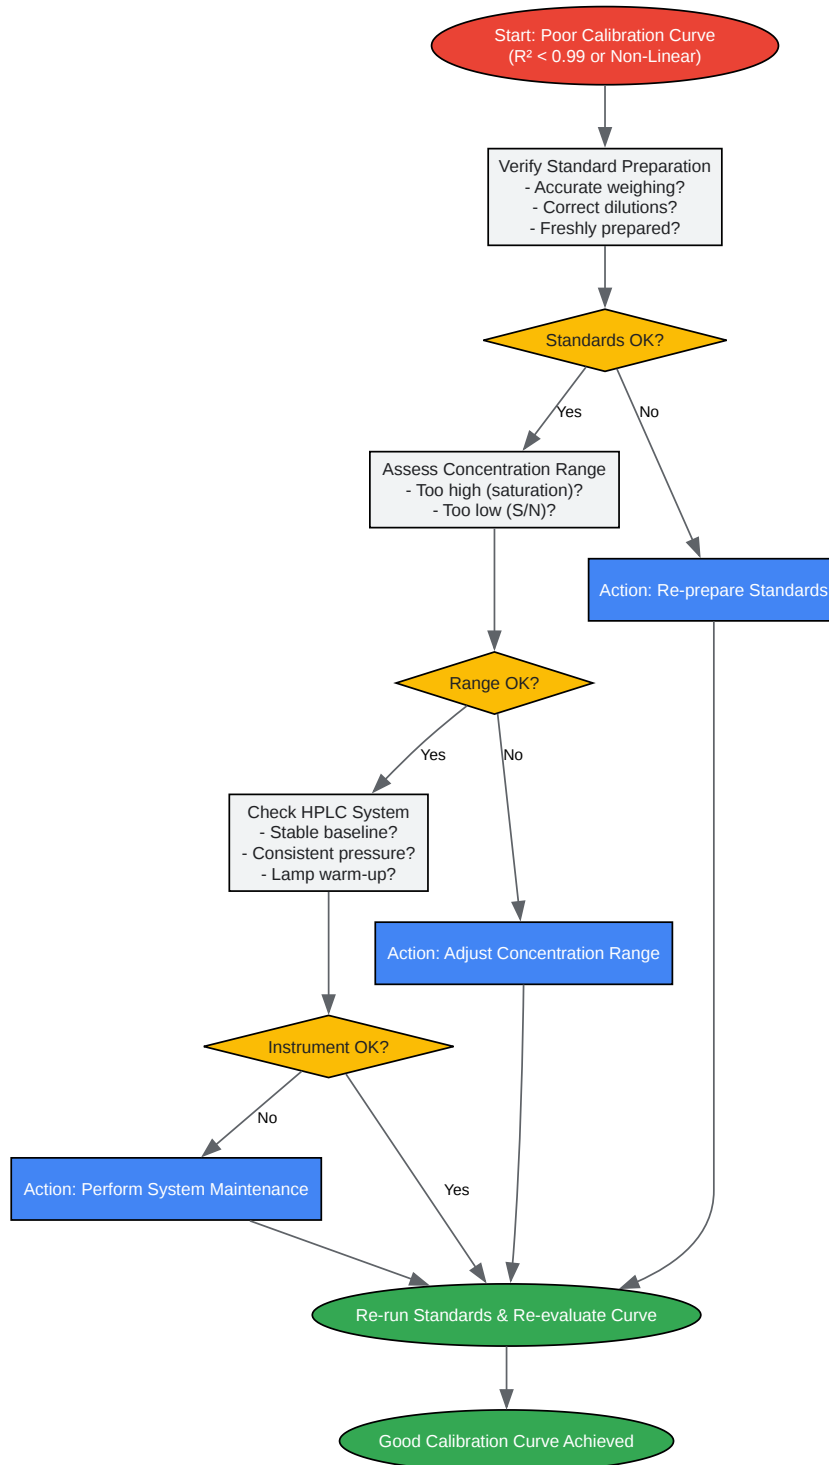 Start: Poor Calibration Curve
(R² < 0.99 or Non-Linear)
Verify Standard Preparation
- Accurate weighing?
- Correct dilutions?
- Freshly prepared?
Standards OK?
Yes
No
Assess Concentration Range
- Too high (saturation)?
- Too low (S/N)?
Action: Re-prepare Standards
Range OK?
Yes
No
Check HPLC System
- Stable baseline?
- Consistent pressure?
- Lamp warm-up?
Action: Adjust Concentration Range
Instrument OK?
No
Yes
Action: Perform System Maintenance
Re-run Standards & Re-evaluate Curve
Good Calibration Curve Achieved